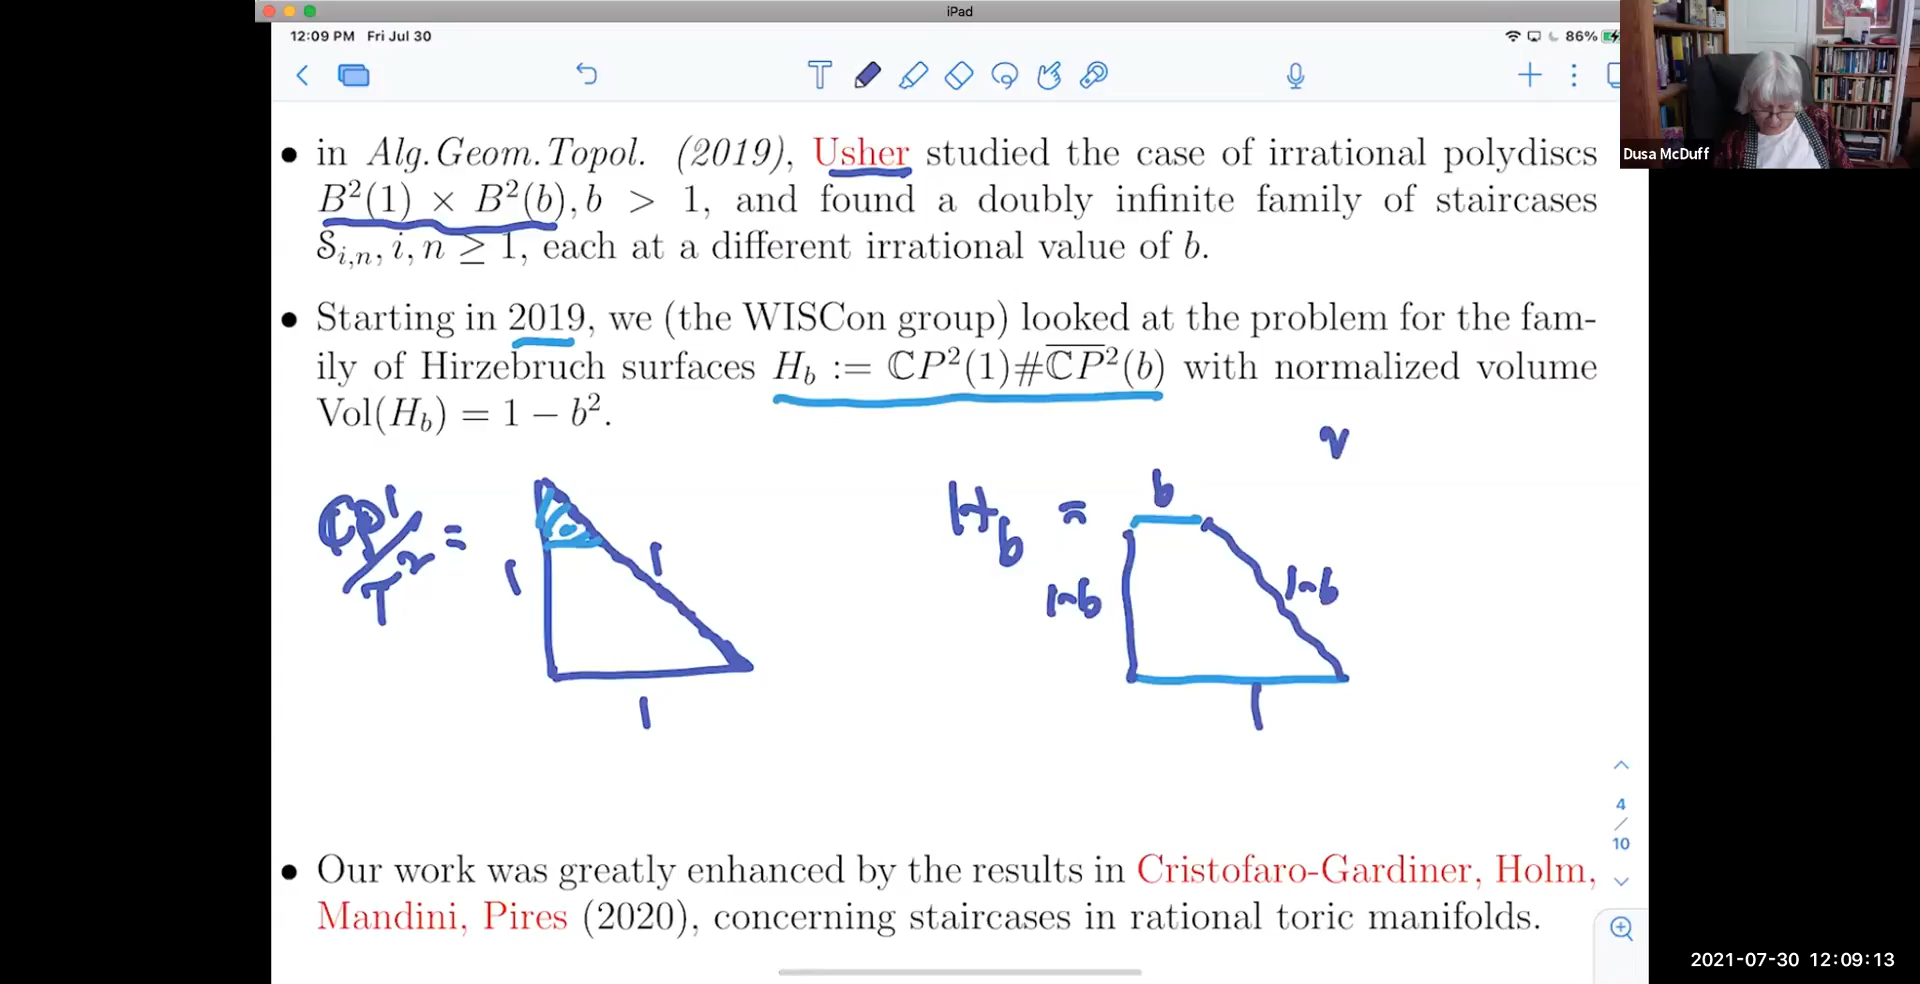 iPad
12:09 PM Fri Jul 30
86%
• in Alg.Geom.Topol. (2019), Usher studied the case of irrational polydiscs
B²(1) × B²(b), b > 1, and found a doubly infinite family of staircases
𝒮ᵢ,ₙ, i, n ≥ 1, each at a different irrational value of b.
• Starting in 2019, we (the WISCon group) looked at the problem for the fam-
ily of Hirzebruch surfaces H_b := ℂP²(1)#\overline{ℂP}²(b) with normalized volume
Vol(H_b) = 1 − b².
ℂP¹/T² =
1
1
1
H_b =
b
1-b
1-b
1
4
/
10
• Our work was greatly enhanced by the results in Cristofaro-Gardiner, Holm,
Mandini, Pires (2020), concerning staircases in rational toric manifolds.
Dusa McDuff
2021-07-30 12:09:13